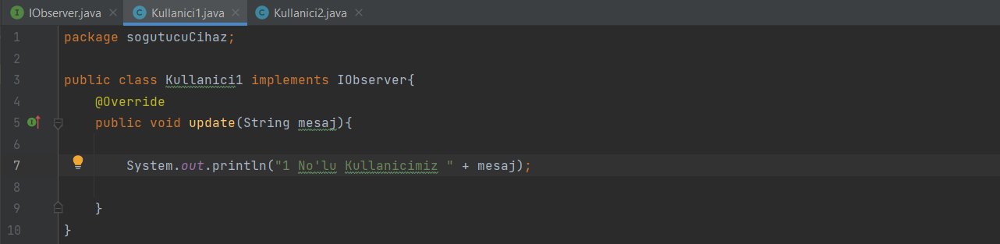 IObserver.java Kullanici1.java Kullanici2.java
1 package sogutucuCihaz;
2
3 public class Kullanici1 implements IObserver{
4 @Override
5 public void update(String mesaj){
6
7 System.out.println("1 No'lu Kullanicimiz " + mesaj);
8
9 }
10 }